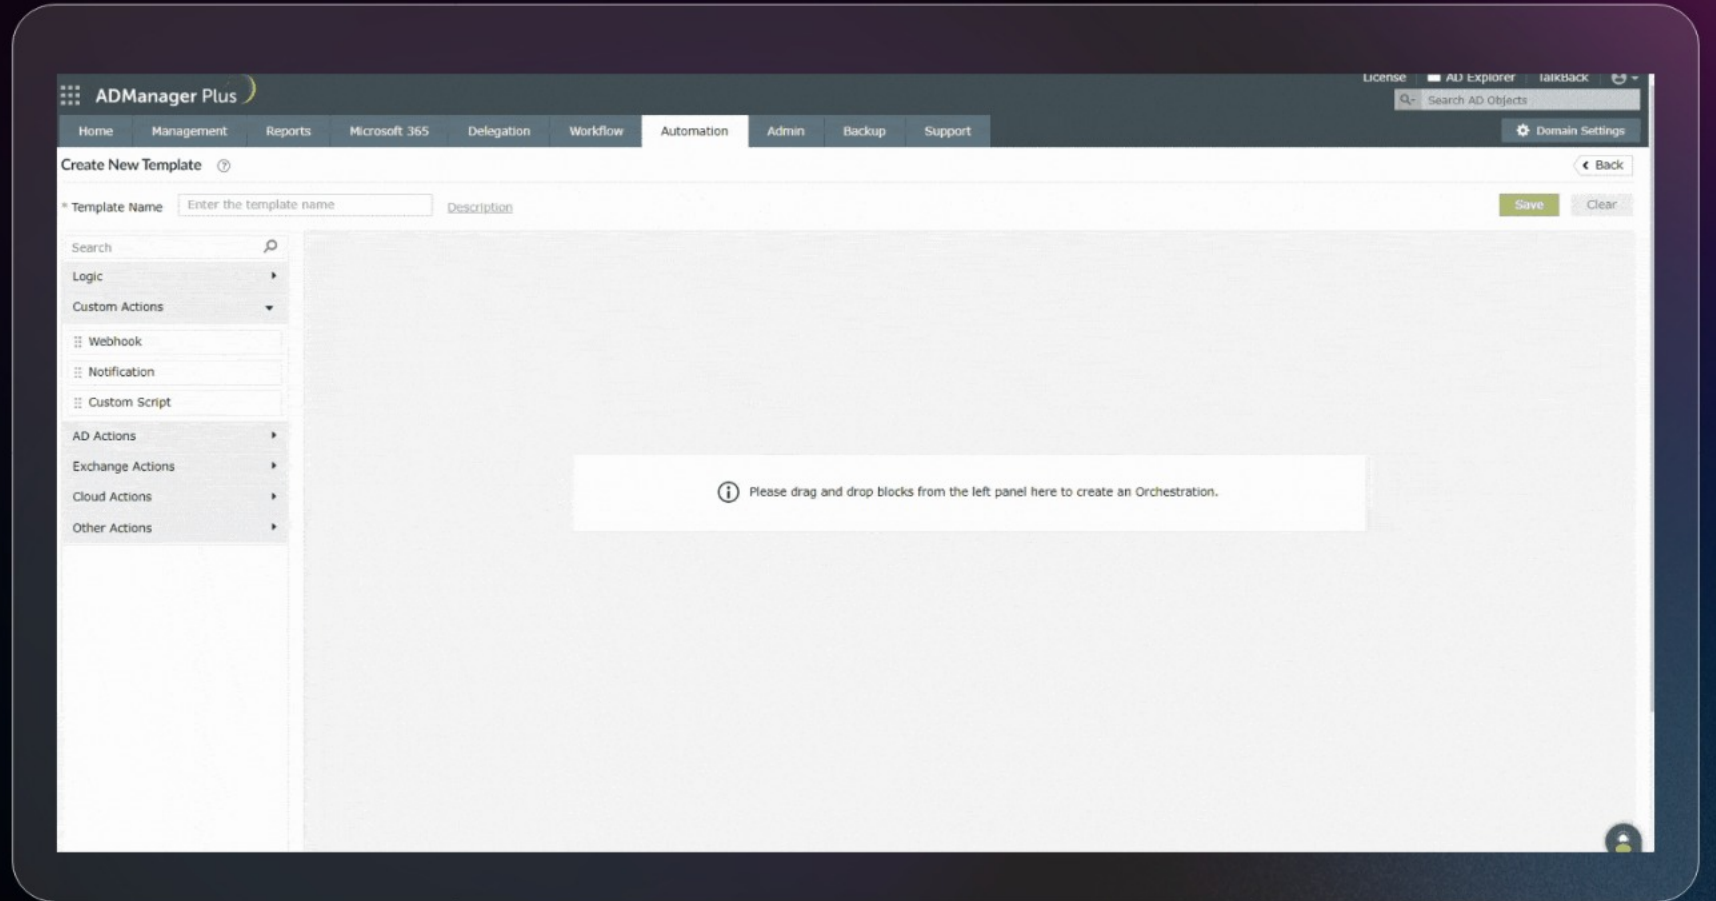 License AD Explorer TalkBack
ADManager Plus
Search AD Objects
Home Management Reports Microsoft 365 Delegation Workflow Automation Admin Backup Support
Domain Settings
Create New Template
Back
* Template Name Enter the template name Description
Save Clear
Search
Logic
Custom Actions
Webhook
Notification
Custom Script
AD Actions
Exchange Actions
Cloud Actions
Other Actions
Please drag and drop blocks from the left panel here to create an Orchestration.